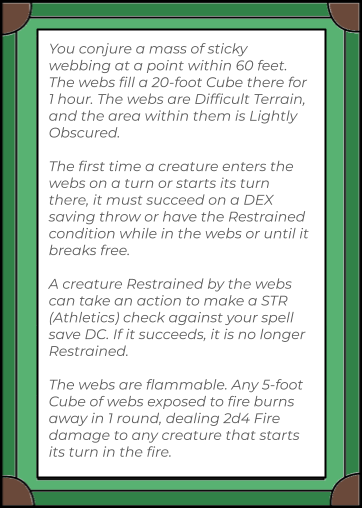 You conjure a mass of sticky
webbing at a point within 60 feet.
The webs fill a 20-foot Cube there for
1 hour. The webs are Difficult Terrain,
and the area within them is Lightly
Obscured.
The first time a creature enters the
webs on a turn or starts its turn
there, it must succeed on a DEX
saving throw or have the Restrained
condition while in the webs or until it
breaks free.
A creature Restrained by the webs
can take an action to make a STR
(Athletics) check against your spell
save DC. If it succeeds, it is no longer
Restrained.
The webs are flammable. Any 5-foot
Cube of webs exposed to fire burns
away in 1 round, dealing 2d4 Fire
damage to any creature that starts
its turn in the fire.